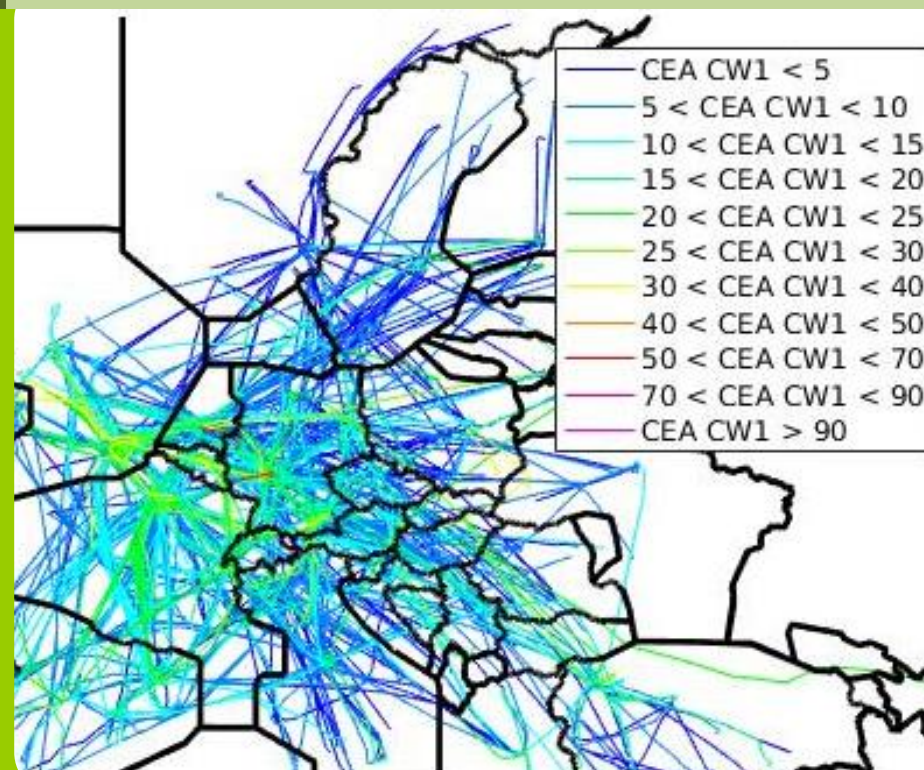 CEA CW1 < 5
5 < CEA CW1 < 10
10 < CEA CW1 < 15
15 < CEA CW1 < 20
20 < CEA CW1 < 25
25 < CEA CW1 < 30
30 < CEA CW1 < 40
40 < CEA CW1 < 50
50 < CEA CW1 < 70
70 < CEA CW1 < 90
CEA CW1 > 90